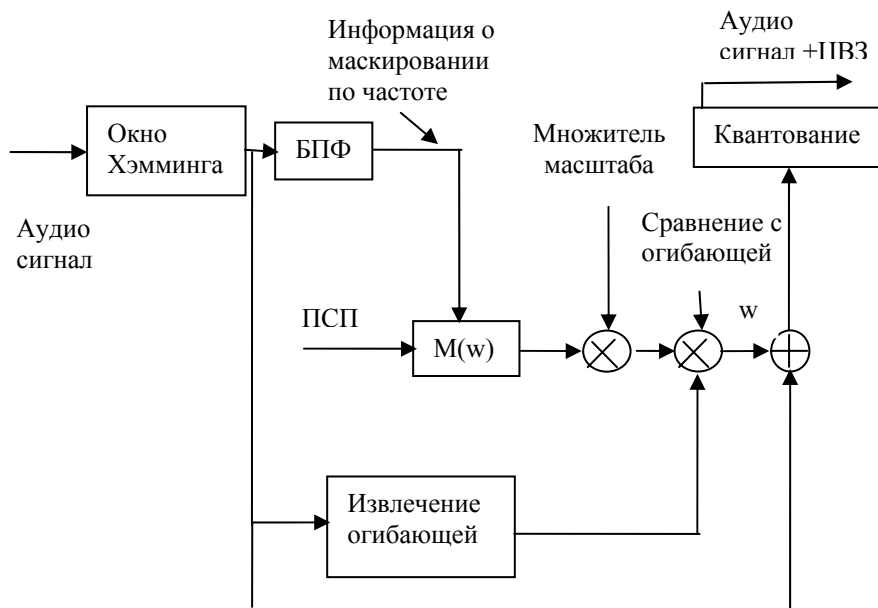 Информация о
маскировании
по частоте
Аудио
сигнал +ЦВЗ
Окно
Хэмминга
БПФ
Множитель
масштаба
Квантование
Аудио
сигнал
Сравнение с
огибающей
ПСП
M(w)
w
Извлечение
огибающей